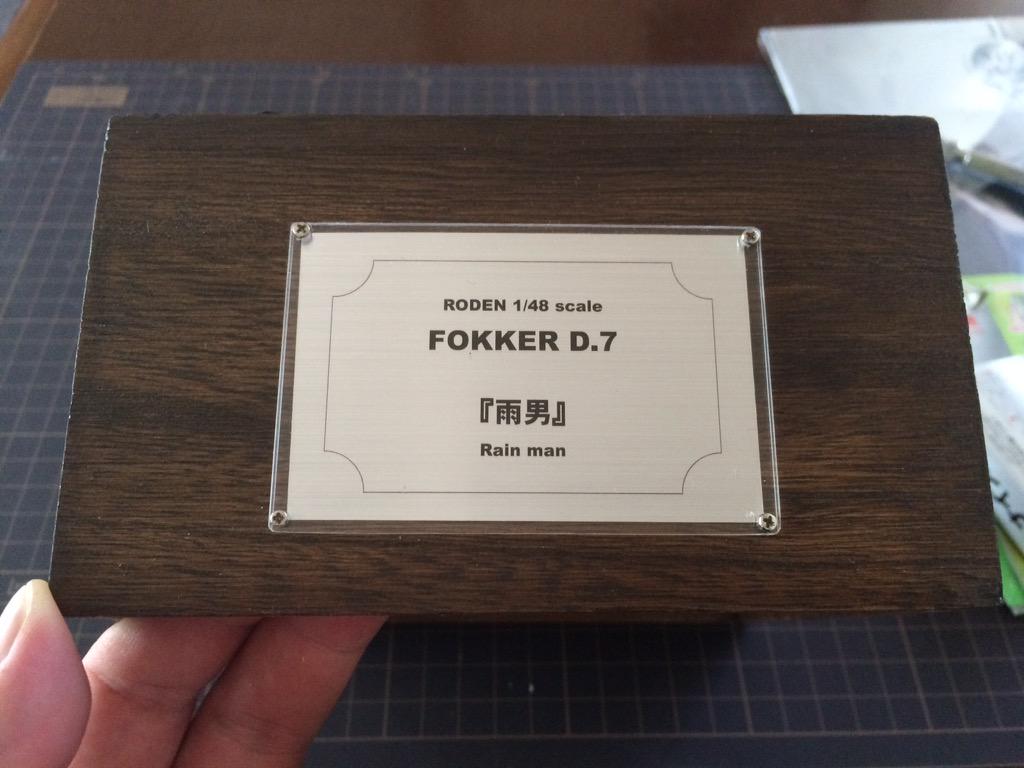 RODEN 1/48 scale
FOKKER D.7
『雨男』
Rain man